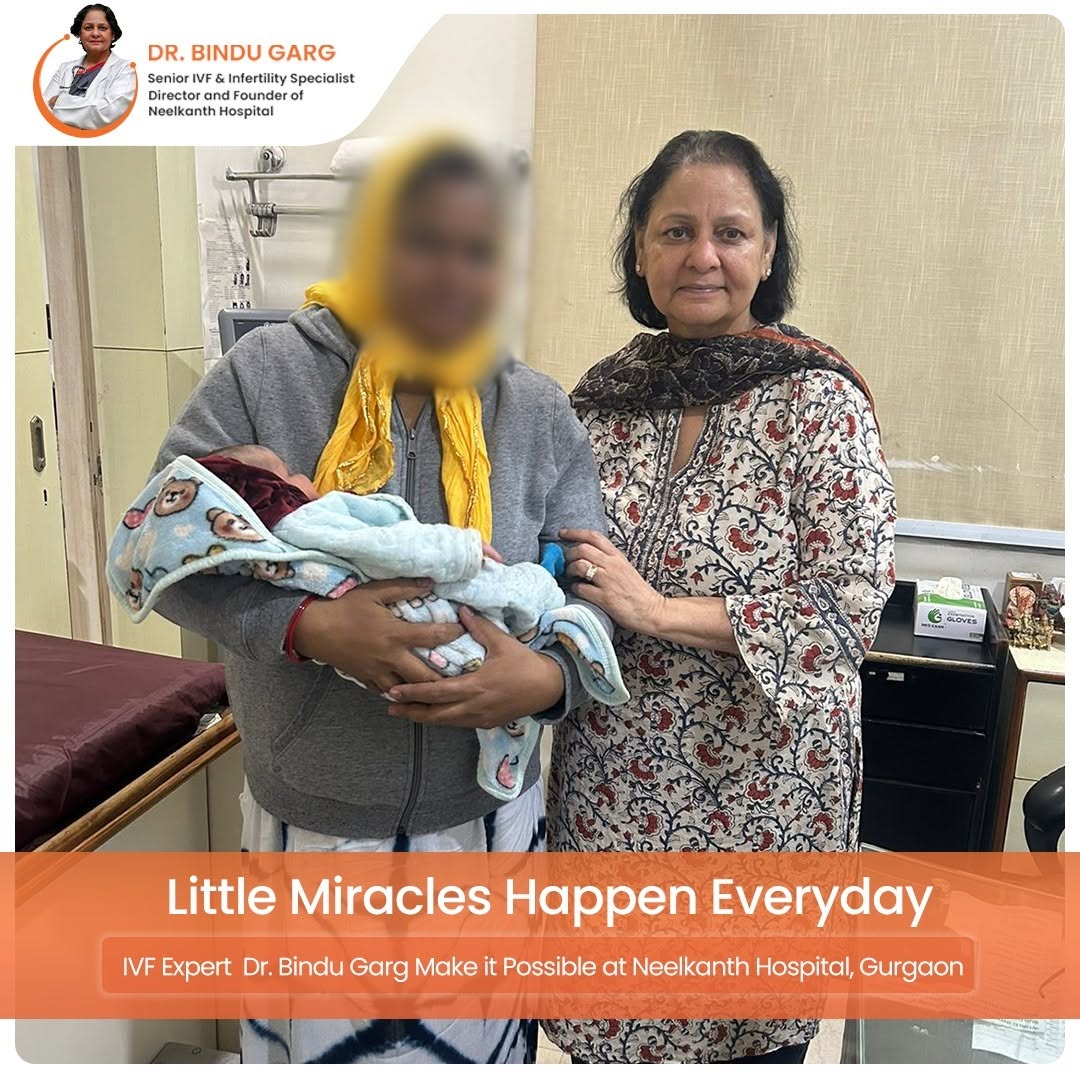 DR. BINDU GARG
Senior IVF & Infertility Specialist
Director and Founder of
Neelkanth Hospital
GLOVES
Little Miracles Happen Everyday
IVF Expert Dr. Bindu Garg Make it Possible at Neelkanth Hospital, Gurgaon